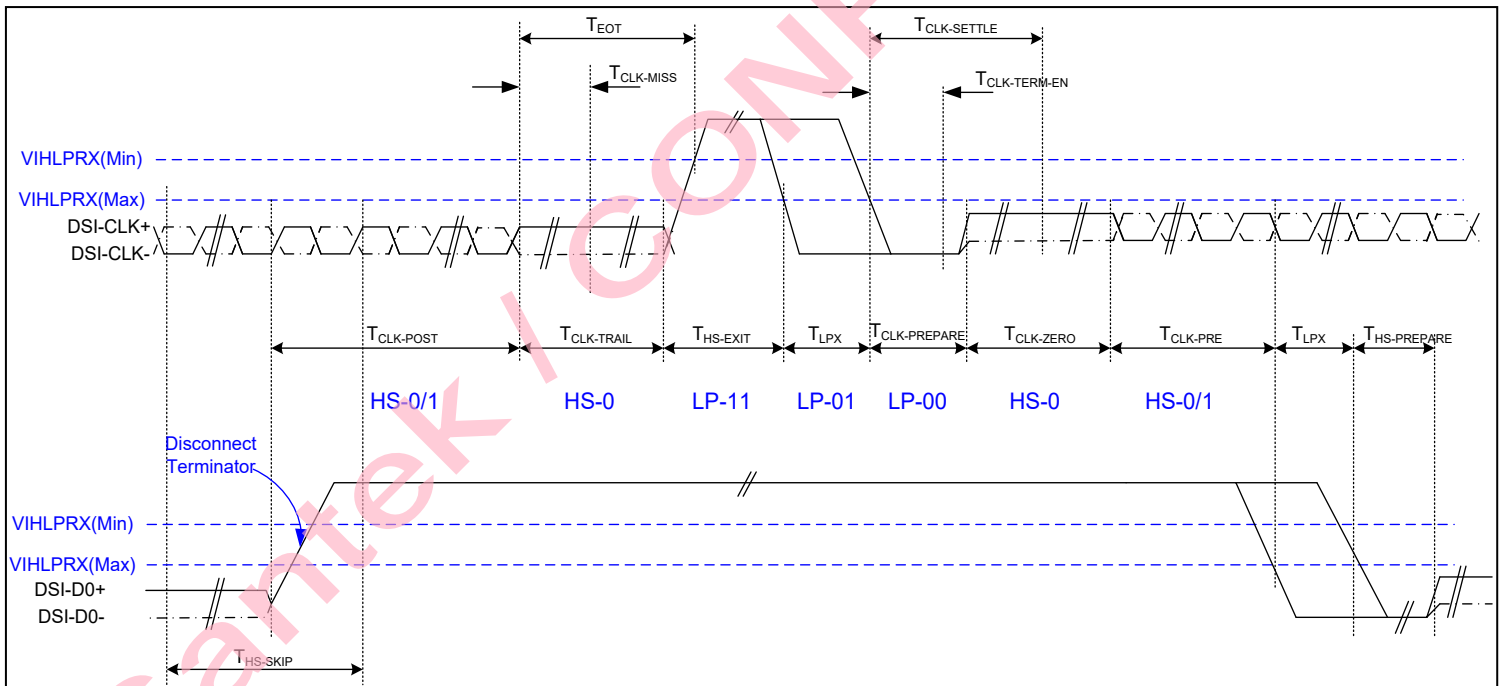 TEOT
TCLK-SETTLE
TCLK-MISS
TCLK-TERM-EN
VIHLPRX(Min)
VIHLPRX(Max)
DSI-CLK+
DSI-CLK-
TCLK-POST
TCLK-TRAIL
THS-EXIT
TLPX
TCLK-PREPARE
TCLK-ZERO
TCLK-PRE
TLPX
THS-PREPARE
HS-0/1
HS-0
LP-11
LP-01
LP-00
HS-0
HS-0/1
Disconnect
Terminator
VIHLPRX(Min)
VIHLPRX(Max)
DSI-D0+
DSI-D0-
THS-SKIP
santek / CONF